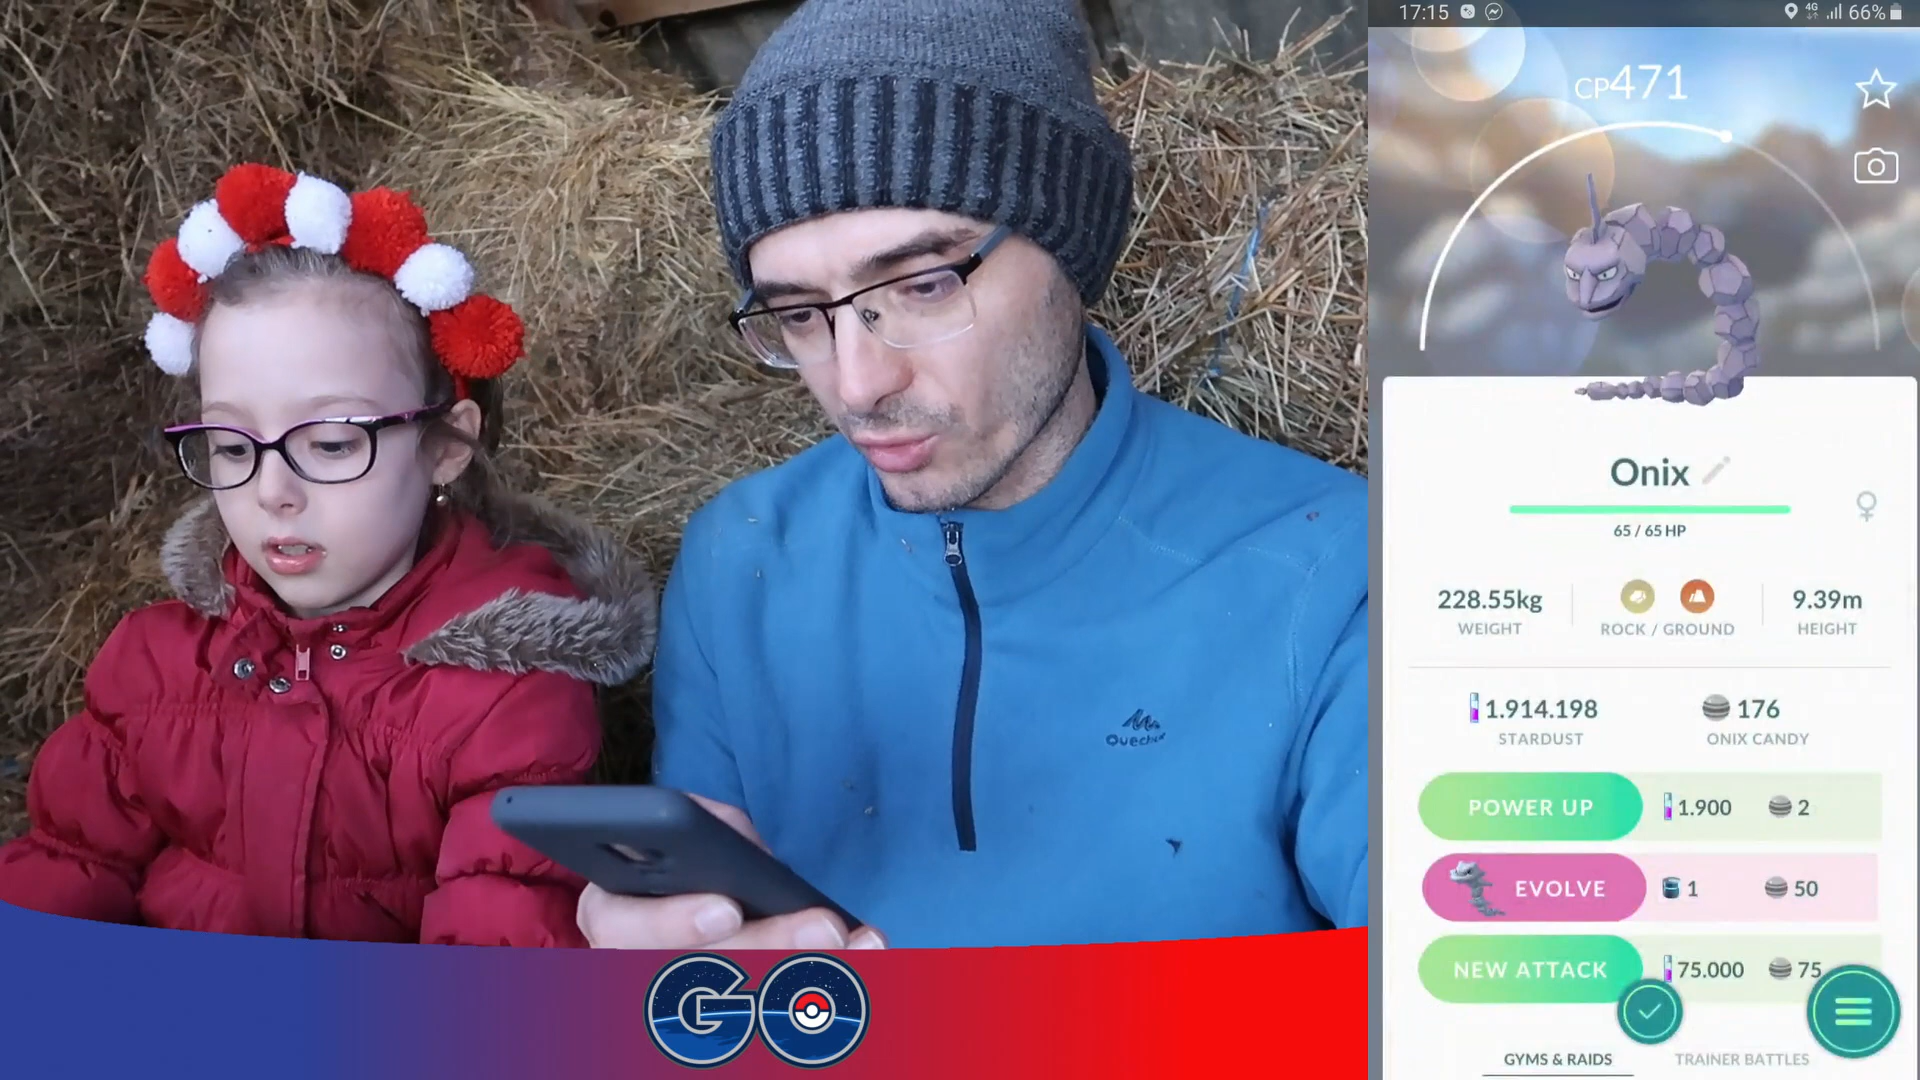 17:15
4G
66%
CP471
Onix
65 / 65 HP
228.55kg
WEIGHT
ROCK / GROUND
9.39m
HEIGHT
1.914.198
STARDUST
176
ONIX CANDY
POWER UP
1.900
2
EVOLVE
1
50
NEW ATTACK
75.000
75
GYMS & RAIDS
TRAINER BATTLES
Quechua
GO